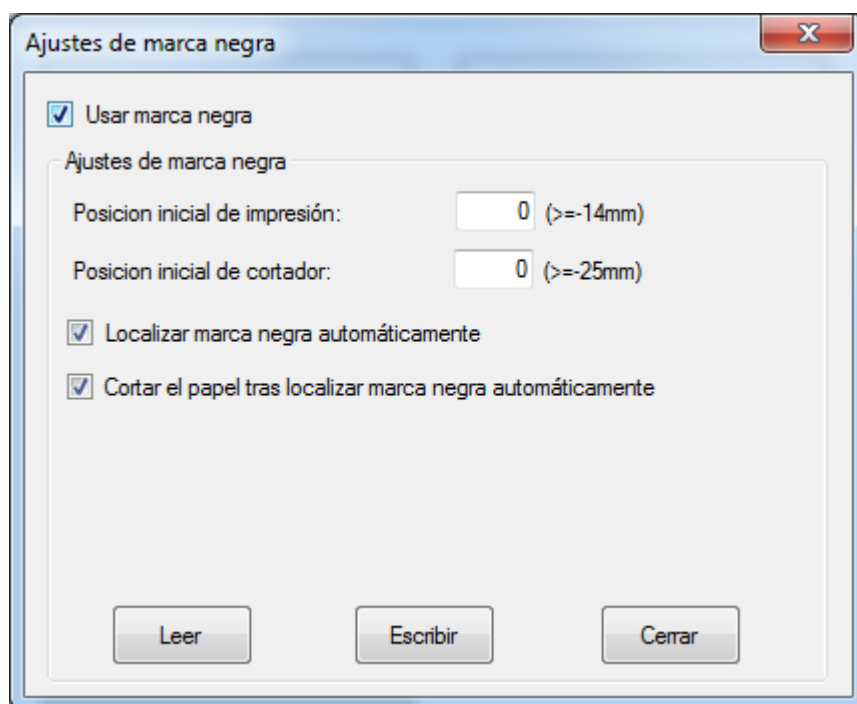 Ajustes de marca negra
Usar marca negra
Ajustes de marca negra
Posicion inicial de impresión: 0 (>=-14mm)
Posicion inicial de cortador: 0 (>=-25mm)
Localizar marca negra automáticamente
Cortar el papel tras localizar marca negra automáticamente
Leer Escribir Cerrar